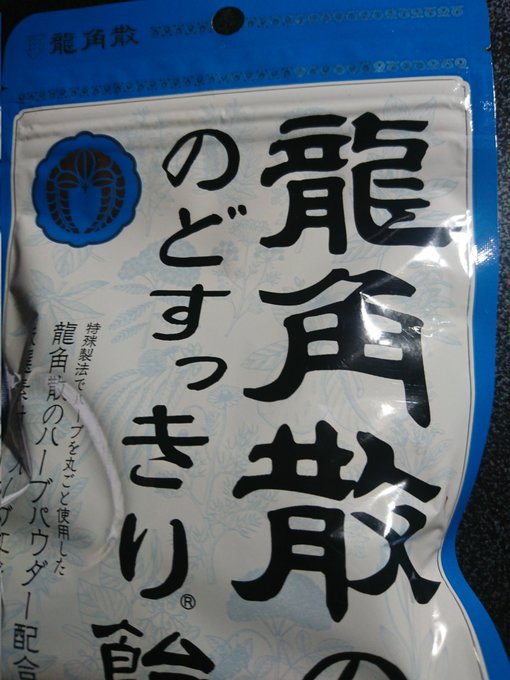 龍角散
龍角散の
のどすっきり®飴
特殊製法でハーブを丸ごと使用した
龍角散のハーブパウダー配合